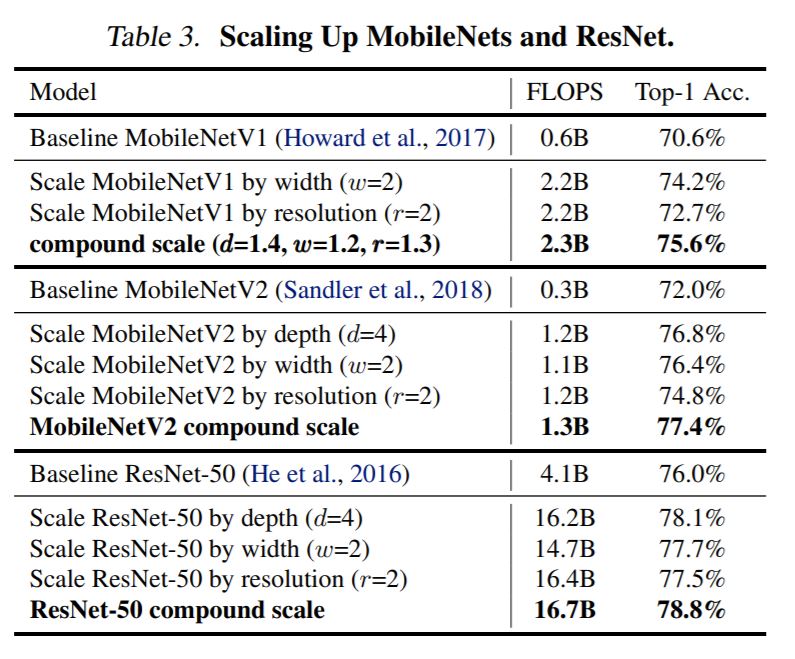 Table 3. Scaling Up MobileNets and ResNet.
Model FLOPS Top-1 Acc.
Baseline MobileNetV1 (Howard et al., 2017) 0.6B 70.6%
Scale MobileNetV1 by width (w=2) 2.2B 74.2%
Scale MobileNetV1 by resolution (r=2) 2.2B 72.7%
compound scale (d=1.4, w=1.2, r=1.3) 2.3B 75.6%
Baseline MobileNetV2 (Sandler et al., 2018) 0.3B 72.0%
Scale MobileNetV2 by depth (d=4) 1.2B 76.8%
Scale MobileNetV2 by width (w=2) 1.1B 76.4%
Scale MobileNetV2 by resolution (r=2) 1.2B 74.8%
MobileNetV2 compound scale 1.3B 77.4%
Baseline ResNet-50 (He et al., 2016) 4.1B 76.0%
Scale ResNet-50 by depth (d=4) 16.2B 78.1%
Scale ResNet-50 by width (w=2) 14.7B 77.7%
Scale ResNet-50 by resolution (r=2) 16.4B 77.5%
ResNet-50 compound scale 16.7B 78.8%